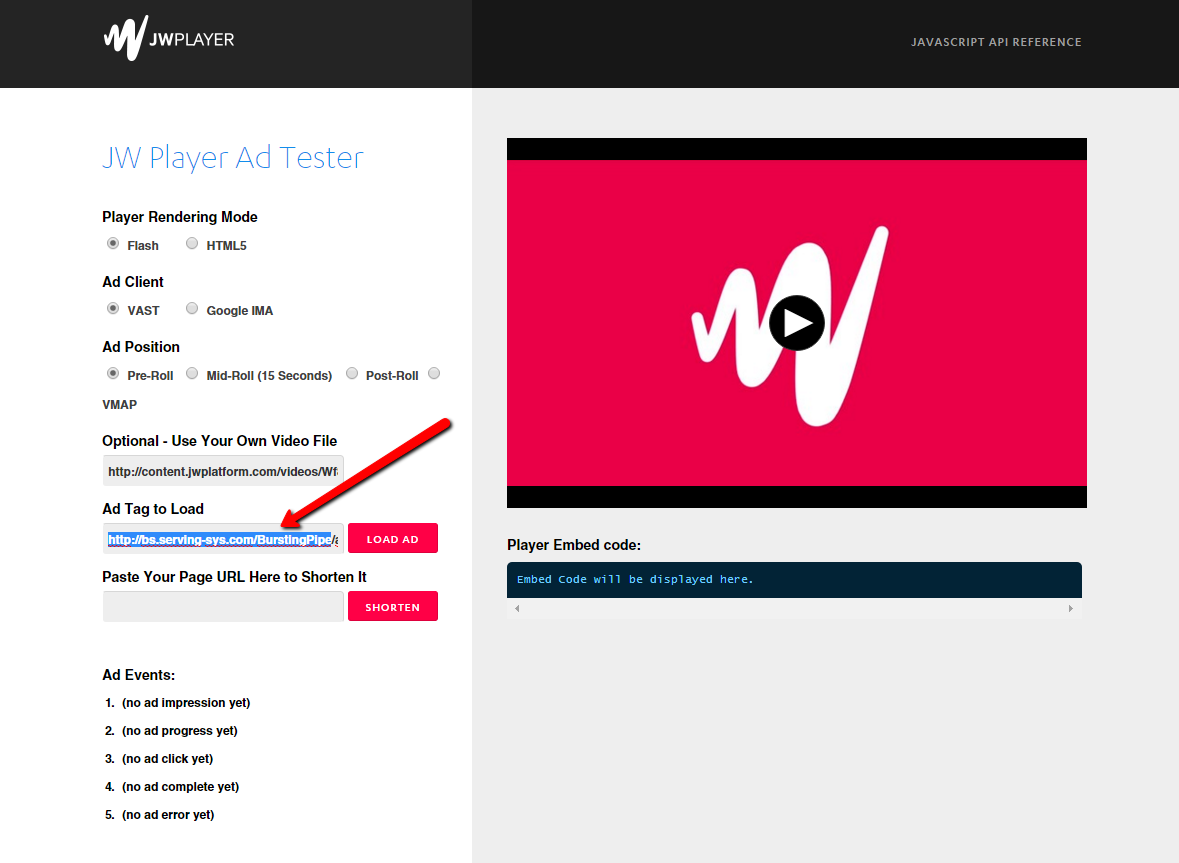 JWPLAYER
JAVASCRIPT API REFERENCE
JW Player Ad Tester
Player Rendering Mode
Flash HTML5
Ad Client
VAST Google IMA
Ad Position
Pre-Roll Mid-Roll (15 Seconds) Post-Roll
VMAP
Optional - Use Your Own Video File
http://content.jwplatform.com/videos/Wf
Ad Tag to Load
http://bs.serving-sys.com/BurstingPipe/a
LOAD AD
Paste Your Page URL Here to Shorten It
SHORTEN
Ad Events:
1. (no ad impression yet)
2. (no ad progress yet)
3. (no ad click yet)
4. (no ad complete yet)
5. (no ad error yet)
Player Embed code:
Embed Code will be displayed here.